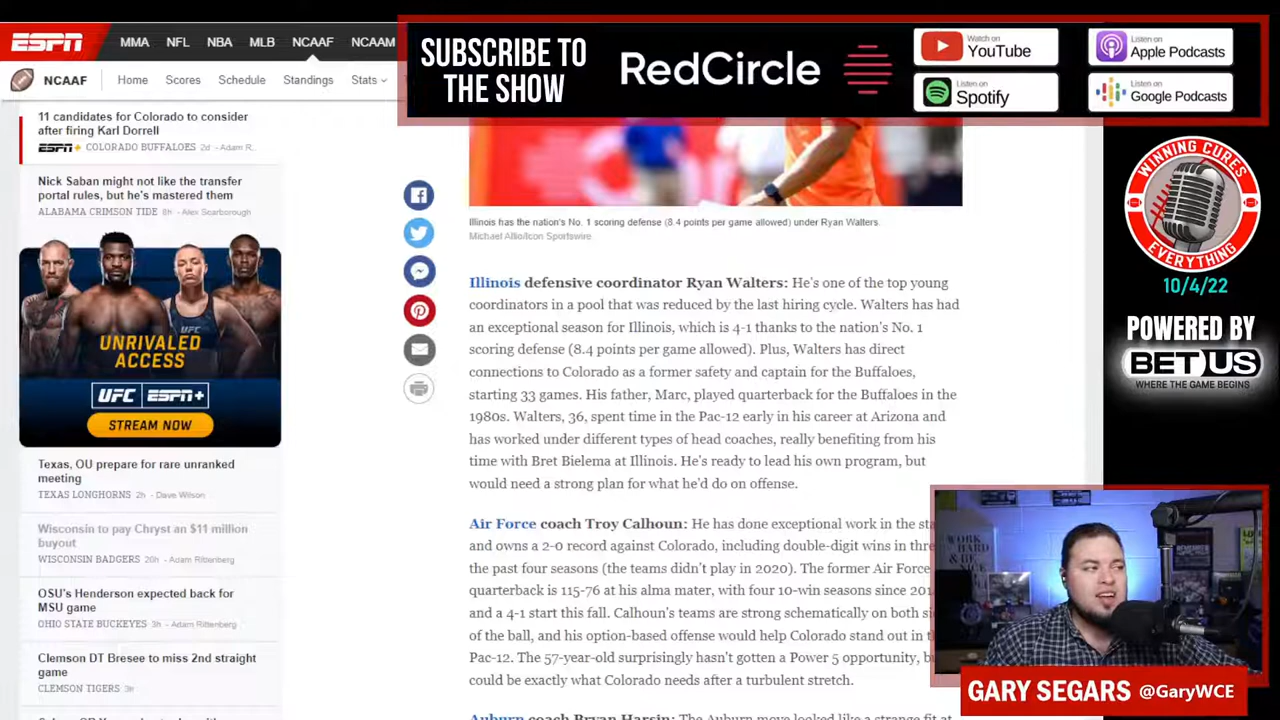 ESPN
MMA NFL NBA MLB NCAAF NCAAM
NCAAF Home Scores Schedule Standings Stats
SUBSCRIBE TO
THE SHOW
RedCircle
Watch on
YouTube
Listen on
Spotify
Listen on
Apple Podcasts
Listen on
Google Podcasts
11 candidates for Colorado to consider
after firing Karl Dorrell
ESPN+ COLORADO BUFFALOES 2d - Adam R.
Nick Saban might not like the transfer
portal rules, but he's mastered them
ALABAMA CRIMSON TIDE 8h - Alex Scarborough
UFC
UNRIVALED
ACCESS
UFC ESPN+
STREAM NOW
Texas, OU prepare for rare unranked
meeting
TEXAS LONGHORNS 2h - Dave Wilson
Wisconsin to pay Chryst an $11 million
buyout
WISCONSIN BADGERS 20h - Adam Rittenberg
OSU's Henderson expected back for
MSU game
OHIO STATE BUCKEYES 3h - Adam Rittenberg
Clemson DT Bresee to miss 2nd straight
game
CLEMSON TIGERS 3h
Illinois has the nation's No. 1 scoring defense (8.4 points per game allowed) under Ryan Walters.
Michael Allio/Icon Sportswire
Illinois defensive coordinator Ryan Walters: He's one of the top young
coordinators in a pool that was reduced by the last hiring cycle. Walters has had
an exceptional season for Illinois, which is 4-1 thanks to the nation's No. 1
scoring defense (8.4 points per game allowed). Plus, Walters has direct
connections to Colorado as a former safety and captain for the Buffaloes,
starting 33 games. His father, Marc, played quarterback for the Buffaloes in the
1980s. Walters, 36, spent time in the Pac-12 early in his career at Arizona and
has worked under different types of head coaches, really benefiting from his
time with Bret Bielema at Illinois. He's ready to lead his own program, but
would need a strong plan for what he'd do on offense.
Air Force coach Troy Calhoun: He has done exceptional work in the sta
and owns a 2-0 record against Colorado, including double-digit wins in thre
the past four seasons (the teams didn't play in 2020). The former Air Force
quarterback is 115-76 at his alma mater, with four 10-win seasons since 201
and a 4-1 start this fall. Calhoun's teams are strong schematically on both si
of the ball, and his option-based offense would help Colorado stand out in t
Pac-12. The 57-year-old surprisingly hasn't gotten a Power 5 opportunity, b
could be exactly what Colorado needs after a turbulent stretch.
Auburn coach Bryan Harsin: The Auburn move looked like a strange fit at
WINNING CURES
EVERYTHING
10/4/22
POWERED BY
BETUS
WHERE THE GAME BEGINS
WORK
HARD
& BE
GARY SEGARS @GaryWCE